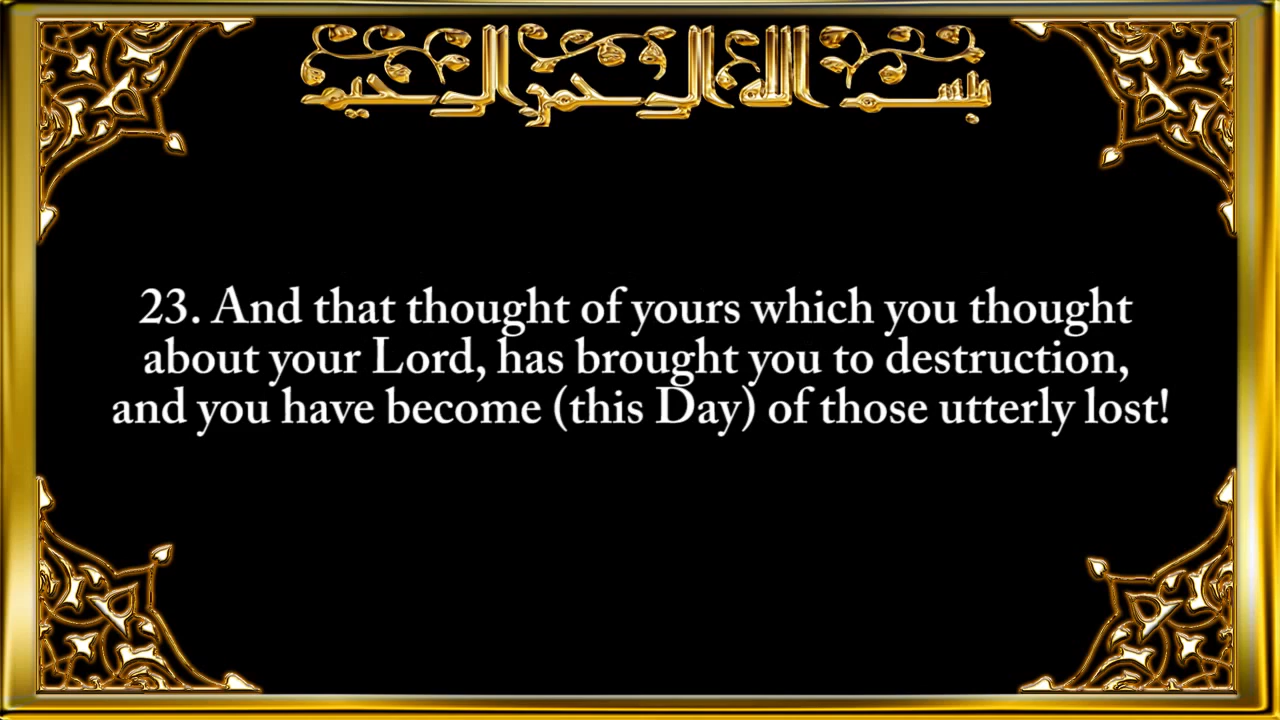 بسم الله الرحمن الرحيم
23. And that thought of yours which you thought
about your Lord, has brought you to destruction,
and you have become (this Day) of those utterly lost!